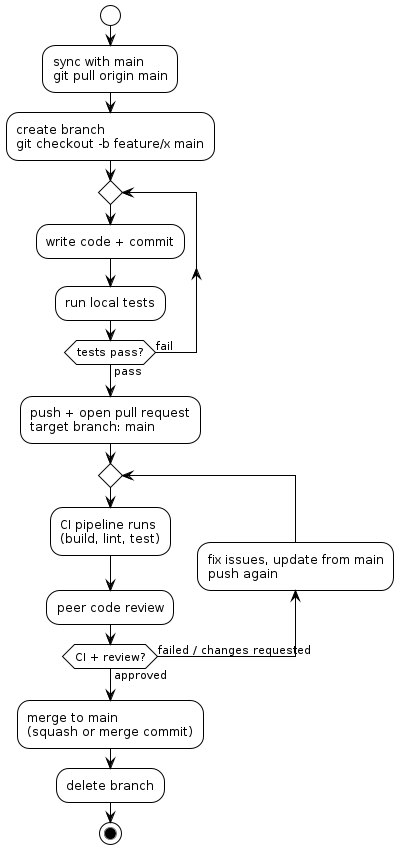 sync with main
git pull origin main
create branch
git checkout -b feature/x main
write code + commit
run local tests
tests pass?
fail
pass
push + open pull request
target branch: main
CI pipeline runs
(build, lint, test)
fix issues, update from main
push again
peer code review
CI + review?
failed / changes requested
approved
merge to main
(squash or merge commit)
delete branch